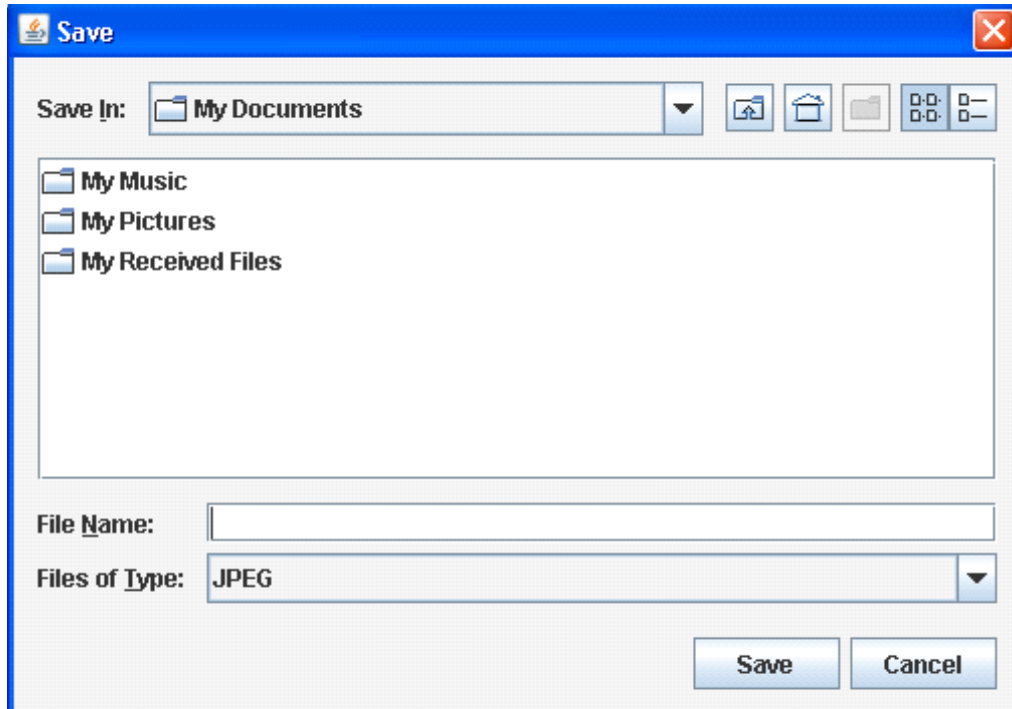 Save
Save In: My Documents
My Music
My Pictures
My Received Files
File Name:
Files of Type: JPEG
Save Cancel